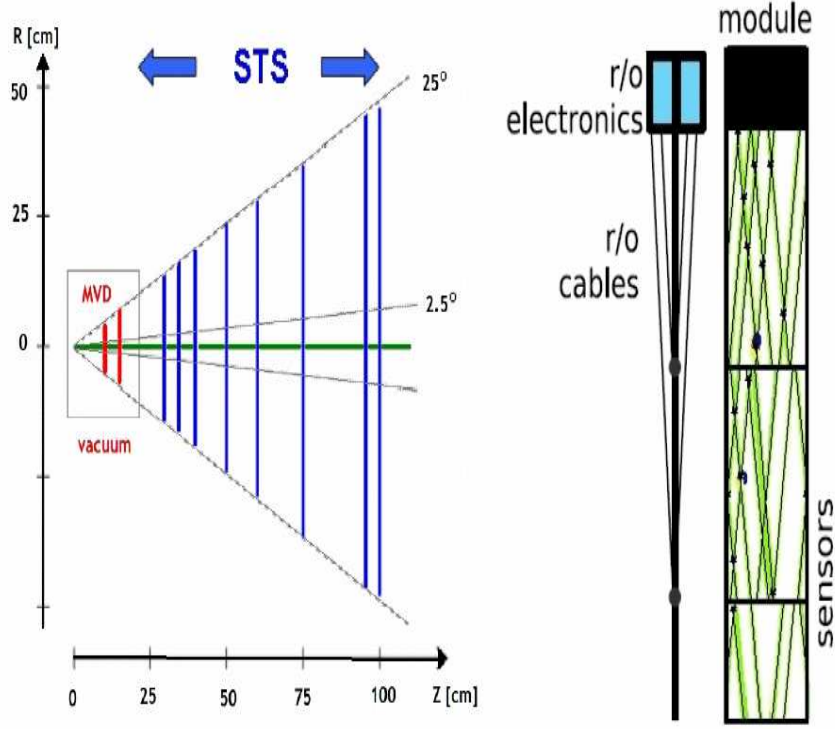 R [cm]
STS
50
25
0
25°
2.5°
MVD
vacuum
0
25
50
75
100
Z [cm]
module
r/o
electronics
r/o
cables
sensors